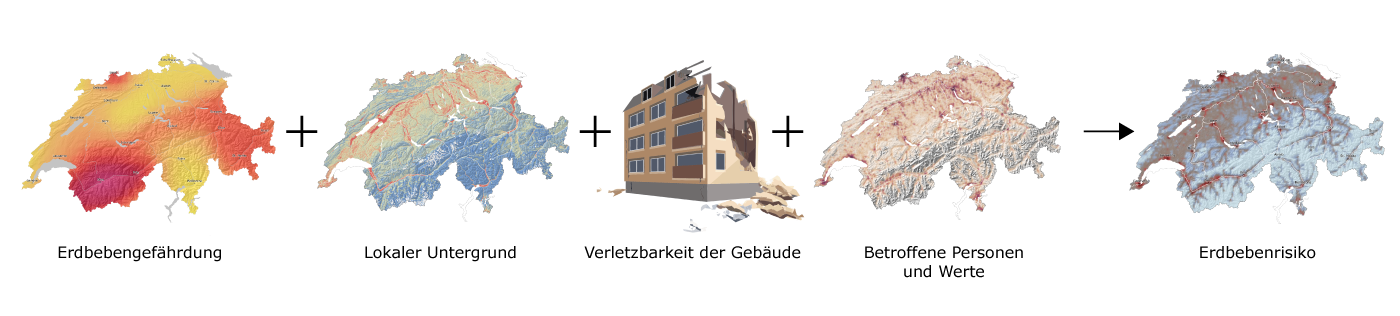 Erdbebengefährdung
Lokaler Untergrund
Verletzbarkeit der Gebäude
Betroffene Personen
und Werte
Erdbebenrisiko